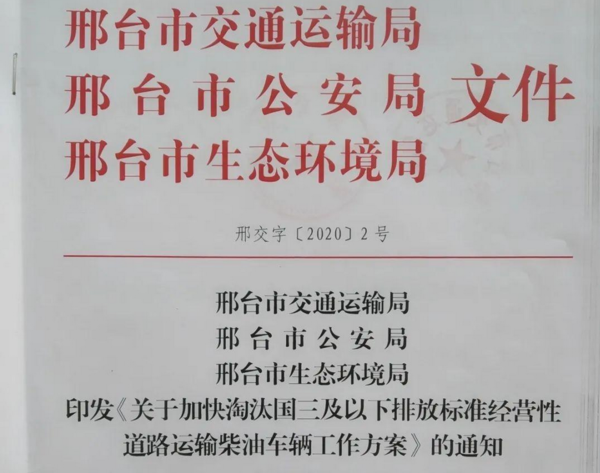 邢台市交通运输局
邢台市公安局 文件
邢台市生态环境局
邢交字〔2020〕2号
邢台市交通运输局
邢台市公安局
邢台市生态环境局
印发《关于加快淘汰国三及以下排放标准经营性
道路运输柴油车辆工作方案》的通知